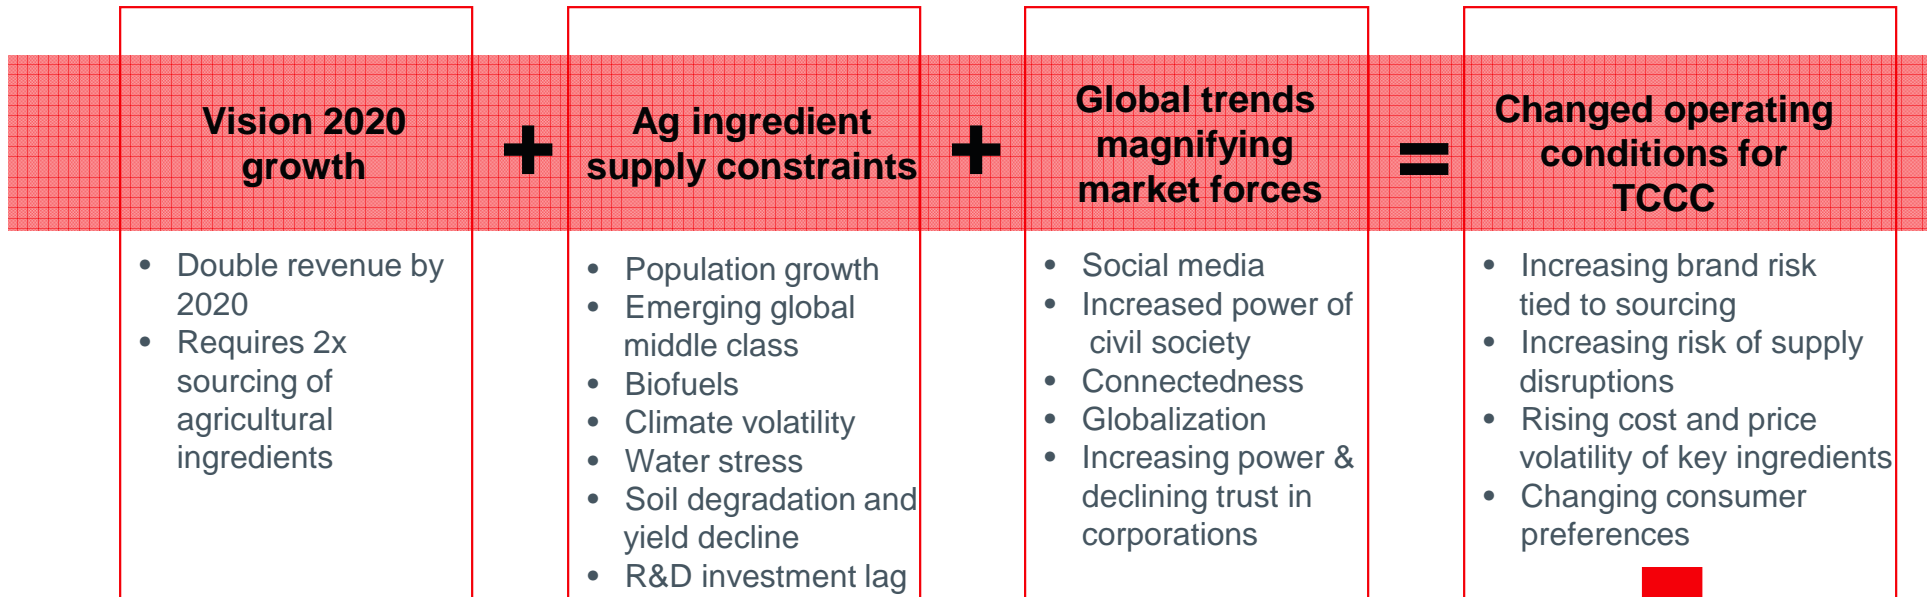 Vision 2020
growth
+
Ag ingredient
supply constraints
+
Global trends
magnifying
market forces
=
Changed operating
conditions for
TCCC
• Double revenue by
2020
• Requires 2x
sourcing of
agricultural
ingredients
• Population growth
• Emerging global
middle class
• Biofuels
• Climate volatility
• Water stress
• Soil degradation and
yield decline
• R&D investment lag
• Social media
• Increased power of
civil society
• Connectedness
• Globalization
• Increasing power &
declining trust in
corporations
• Increasing brand risk
tied to sourcing
• Increasing risk of supply
disruptions
• Rising cost and price
volatility of key ingredients
• Changing consumer
preferences